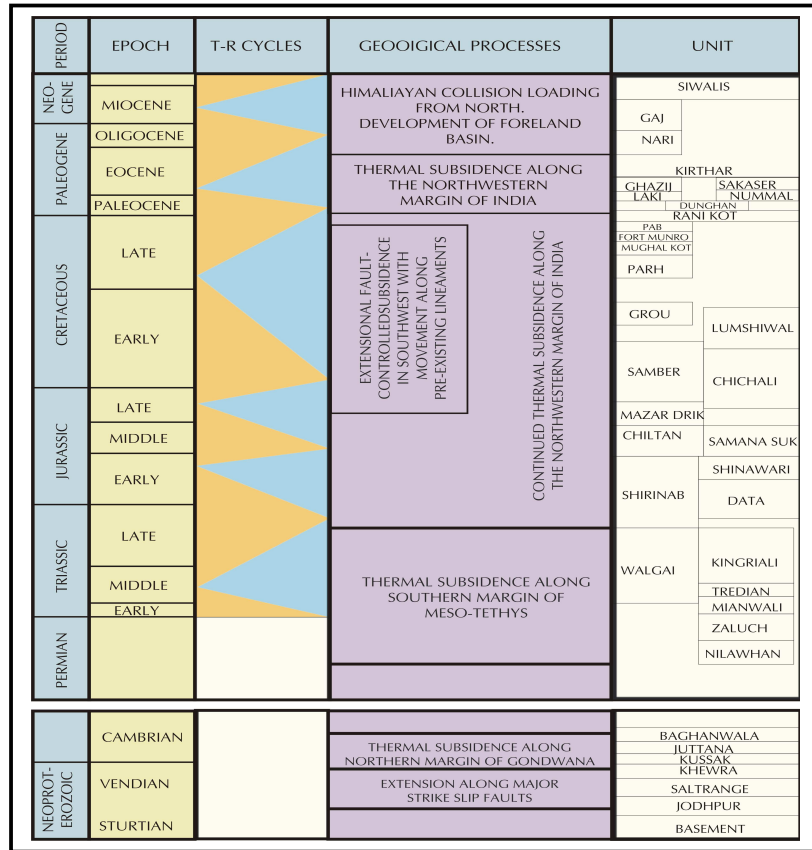 PERIOD
EPOCH
T-R CYCLES
GEOOIGICAL PROCESSES
UNIT
NEO-
GENE
PALEOGENE
CRETACEOUS
JURASSIC
TRIASSIC
PERMIAN
MIOCENE
OLIGOCENE
EOCENE
PALEOCENE
LATE
EARLY
LATE
MIDDLE
EARLY
LATE
MIDDLE
EARLY
HIMALIAYAN COLLISION LOADING
FROM NORTH.
DEVELOPMENT OF FORELAND
BASIN.
THERMAL SUBSIDENCE ALONG
THE NORTHWESTERN
MARGIN OF INDIA
EXTENSIONAL FAULT-
CONTROLLEDSUBSIDENCE
IN SOUTHWEST WITH
MOVEMENT ALONG
PRE-EXISTING LINEAMENTS
CONTINUED THERMAL SUBSIDENCE ALONG
THE NORTHWESTERN MARGIN OF INDIA
THERMAL SUBSIDENCE ALONG
SOUTHERN MARGIN OF
MESO-TETHYS
SIWALIS
GAJ
NARI
KIRTHAR
GHAZIJ
SAKASER
LAKI
NUMMAL
DUNGHAN
RANI KOT
PAB
FORT MUNRO
MUGHAL KOT
PARH
GROU
LUMSHIWAL
SAMBER
CHICHALI
MAZAR DRIK
CHILTAN
SAMANA SUK
SHINAWARI
SHIRINAB
DATA
WALGAI
KINGRIALI
TREDIAN
MIANWALI
ZALUCH
NILAWHAN
NEOPROT-
EROZOIC
CAMBRIAN
VENDIAN
STURTIAN
THERMAL SUBSIDENCE ALONG
NORTHERN MARGIN OF GONDWANA
EXTENSION ALONG MAJOR
STRIKE SLIP FAULTS
BAGHANWALA
JUTTANA
KUSSAK
KHEWRA
SALTRANGE
JODHPUR
BASEMENT